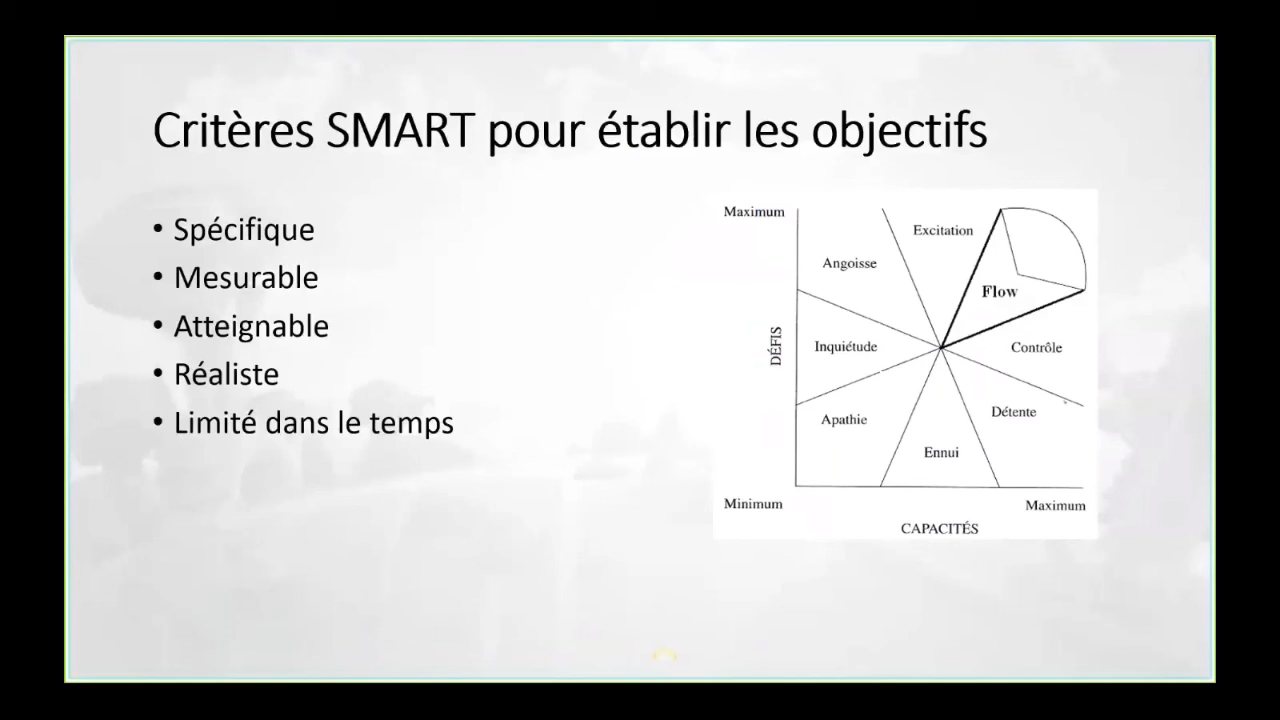 Critères SMART pour établir les objectifs
• Spécifique
• Mesurable
• Atteignable
• Réaliste
• Limité dans le temps
Maximum
Excitation
Angoisse
Flow
DÉFIS
Inquiétude
Contrôle
Apathie
Détente
Ennui
Minimum
Maximum
CAPACITÉS